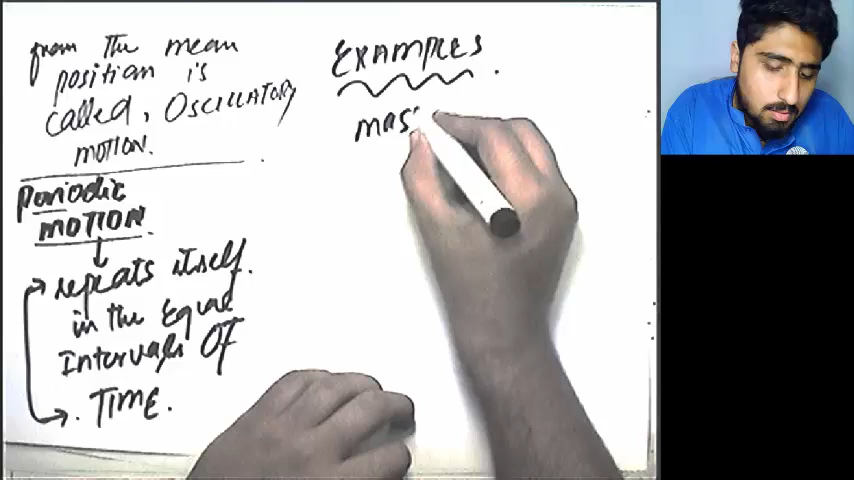 from the mean
position is
called, OSCILLATORY
MOTION.
Periodic
MOTION.
repeats itself.
in the Equal
Intervals OF
. TIME.
EXAMPLES
.
mas